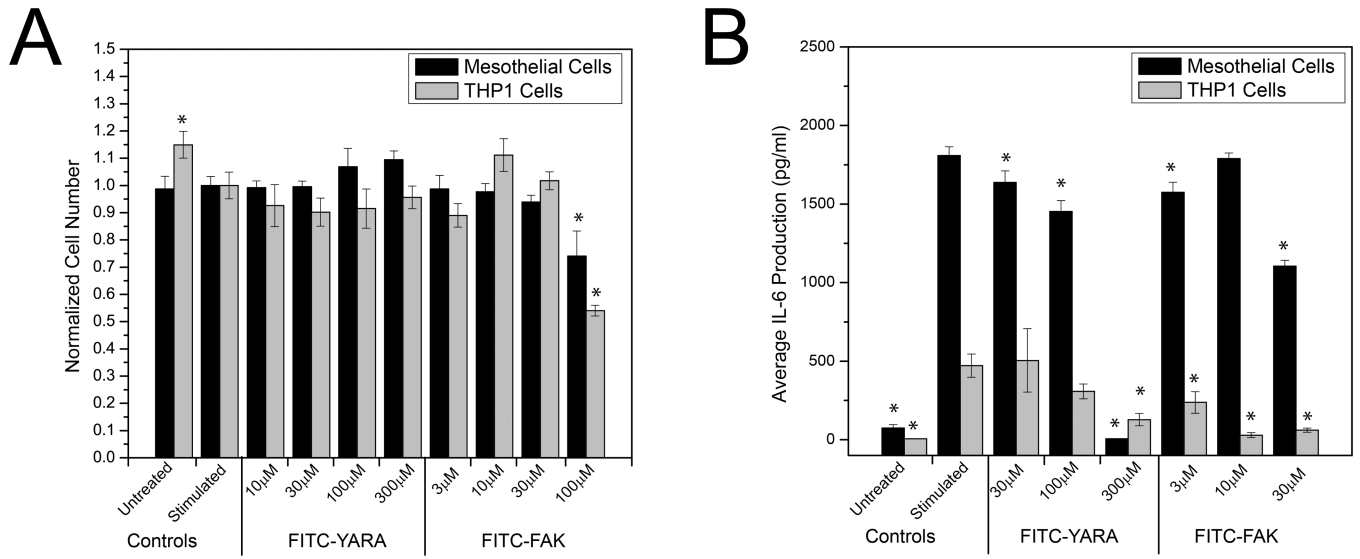 A
Normalized Cell Number
1.5
1.4
1.3
1.2
1.1
1.0
0.9
0.8
0.7
0.6
0.5
0.4
0.3
0.2
0.1
0.0
Mesothelial Cells
THP1 Cells
*
*
*
Untreated
Stimulated
10μM
30μM
100μM
300μM
3μM
10μM
30μM
100μM
Controls
FITC-YARA
FITC-FAK
B
Average IL-6 Production (pg/ml)
2500
2000
1500
1000
500
0
Mesothelial Cells
THP1 Cells
*
*
*
*
*
*
*
*
*
*
*
Untreated
Stimulated
30μM
100μM
300μM
3μM
10μM
30μM
Controls
FITC-YARA
FITC-FAK